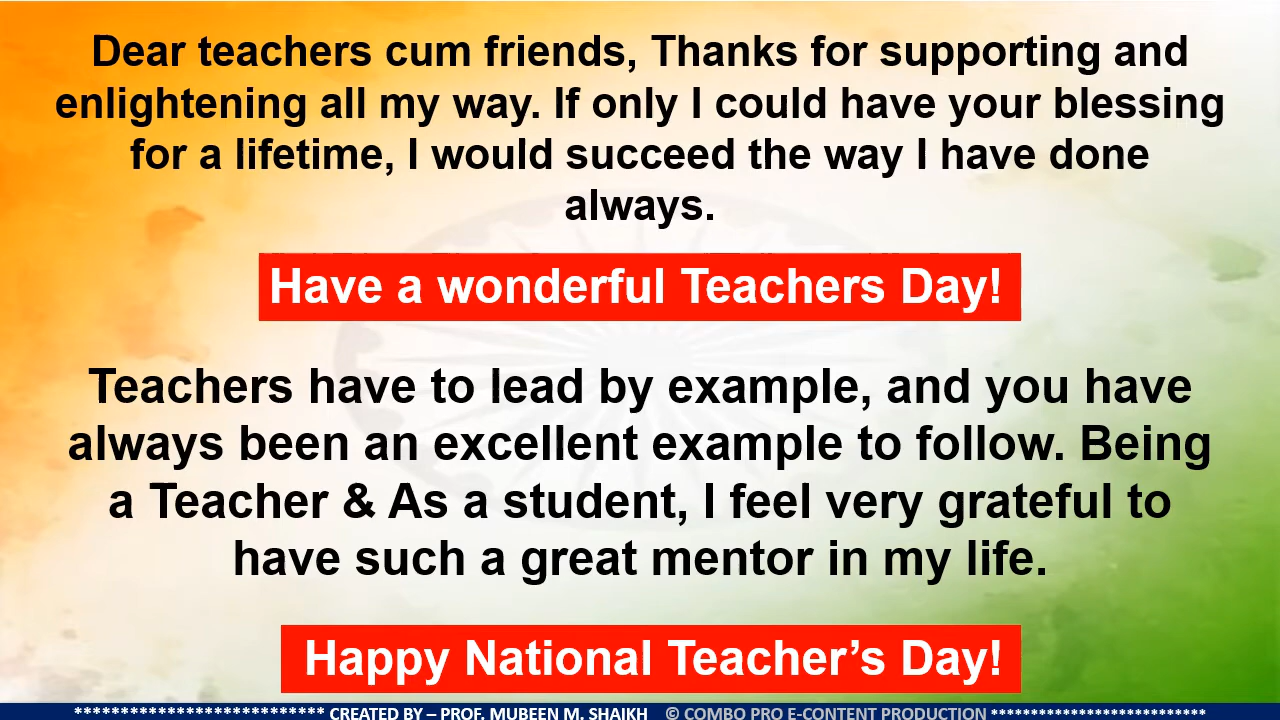 Dear teachers cum friends, Thanks for supporting and
enlightening all my way. If only I could have your blessing
for a lifetime, I would succeed the way I have done
always.
Have a wonderful Teachers Day!
Teachers have to lead by example, and you have
always been an excellent example to follow. Being
a Teacher & As a student, I feel very grateful to
have such a great mentor in my life.
Happy National Teacher’s Day!
*************************** CREATED BY – PROF. MUBEEN M. SHAIKH © COMBO PRO E-CONTENT PRODUCTION ***************************